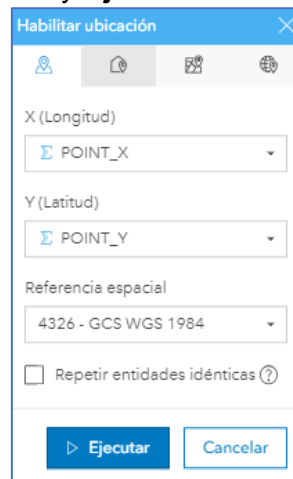 Habilitar ubicación
X (Longitud)
POINT_X
Y (Latitud)
POINT_Y
Referencia espacial
4326 - GCS WGS 1984
Repetir entidades idénticas
Ejecutar
Cancelar